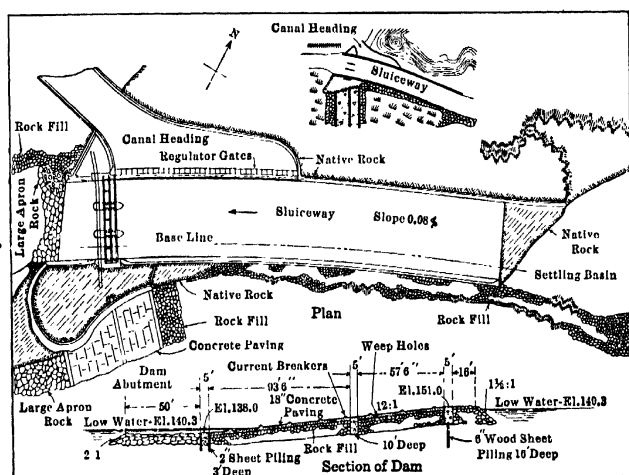 Canal Heading
N
Sluiceway
Rock Fill
Canal Heading
Regulator Gates
Native Rock
Large Apron
Rock
Sluiceway
Slope 0.08%
Native
Rock
Base Line
Settling Basin
Native Rock
Plan
Rock Fill
Rock Fill
Concrete Paving
Weep Holes
Dam
Abutment
Current Breakers
5'
93'6"
5'
57'6"
5'
16'
Large Apron
Rock
50'
El.138.0
18" Concrete
Paving
12:1
El.151.0
1½:1
Low Water-El.140.3
Low Water-El.140.3
Rock Fill
10' Deep
2 1
2" Sheet Piling
3' Deep
6" Wood Sheet
Piling 15' Deep
Section of Dam